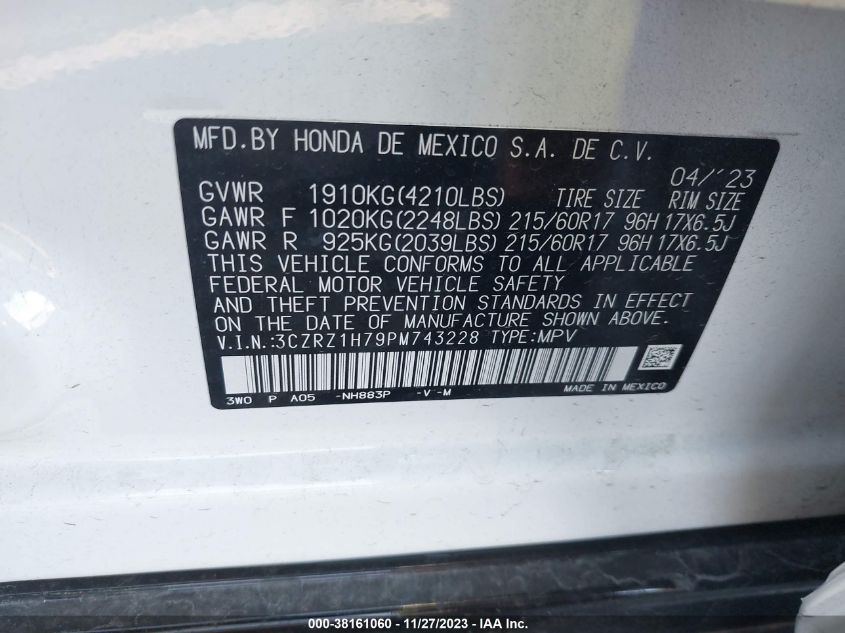 MFD.BY HONDA DE MEXICO S.A. DE C.V.
04/'23
GVWR 1910KG(4210LBS) TIRE SIZE RIM SIZE
GAWR F 1020KG(2248LBS) 215/60R17 96H 17X6.5J
GAWR R 925KG(2039LBS) 215/60R17 96H 17X6.5J
THIS VEHICLE CONFORMS TO ALL APPLICABLE
FEDERAL MOTOR VEHICLE SAFETY
AND THEFT PREVENTION STANDARDS IN EFFECT
ON THE DATE OF MANUFACTURE SHOWN ABOVE.
V.I.N.:3CZRZ1H79PM743228 TYPE:MPV
3W0 P A05 -NH883P -V -M MADE IN MEXICO
000-38161060 - 11/27/2023 - IAA Inc.